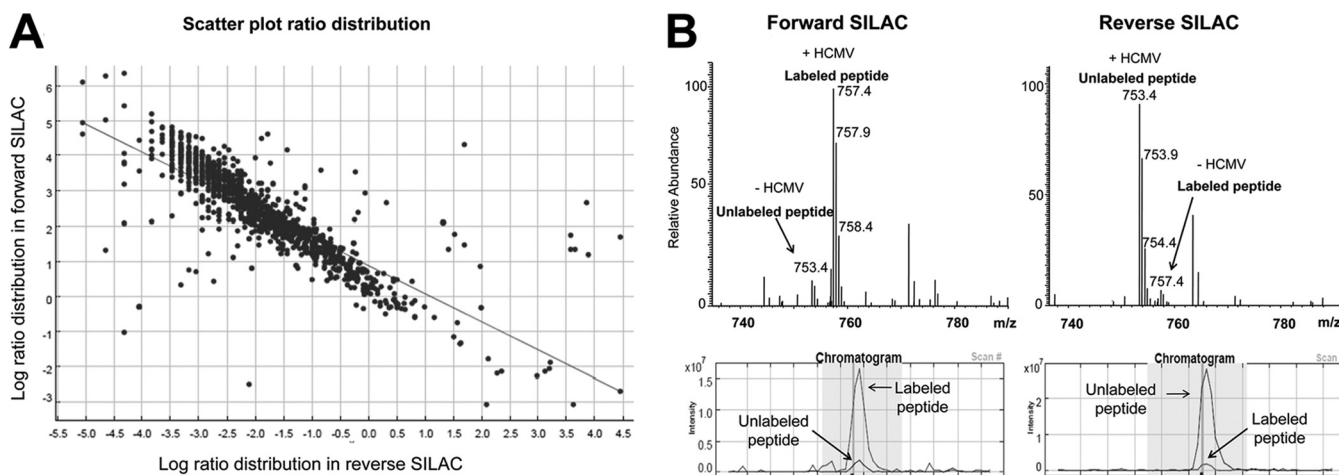 A
Scatter plot ratio distribution
Log ratio distribution in forward SILAC
6
5
4
3
2
1
0
-1
-2
-3
-5.5 -5.0 -4.5 -4.0 -3.5 -3.0 -2.5 -2.0 -1.5 -1.0 -0.5 0.0 0.5 1.0 1.5 2.0 2.5 3.0 3.5 4.0 4.5
Log ratio distribution in reverse SILAC
B
Forward SILAC
+ HCMV
Labeled peptide
100
757.4
757.9
Relative Abundance
50
- HCMV
Unlabeled peptide
758.4
753.4
0
740 760 780 m/z
Chromatogram
Scan #
x10⁷
1.5
1.0
0.5
0.0
Intensity
Labeled
peptide
Unlabeled
peptide
Reverse SILAC
+ HCMV
Unlabeled peptide
100
753.4
753.9
- HCMV
Labeled peptide
50
754.4
757.4
0
740 760 780 m/z
Chromatogram
Scan
x10⁷
2
1
0
Intensity
Unlabeled
peptide
Labeled
peptide